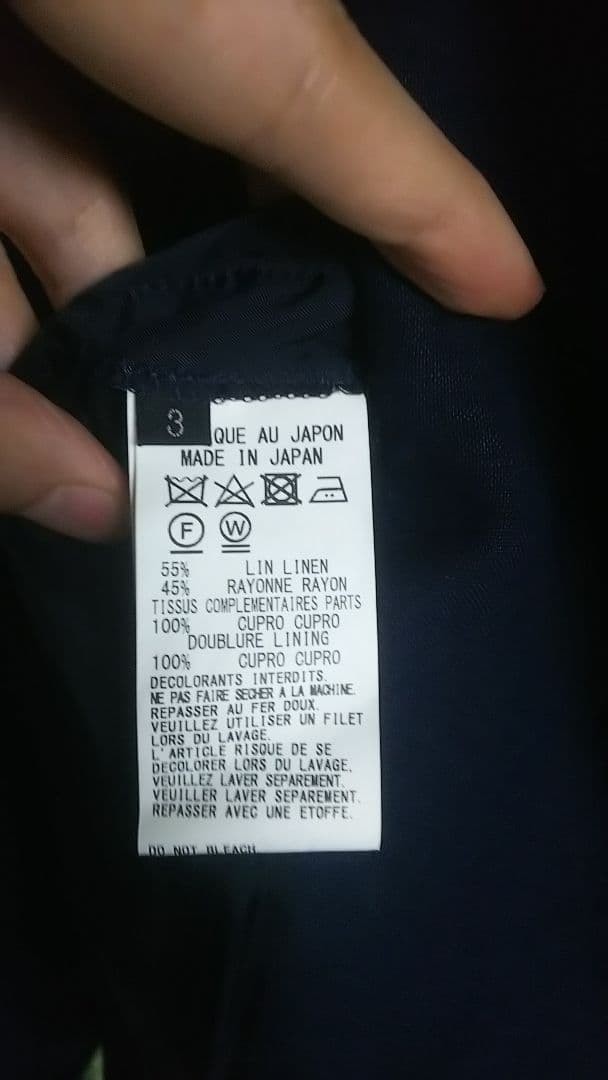 3
QUE AU JAPON
MADE IN JAPAN
F W
55% LIN LINEN
45% RAYONNE RAYON
TISSUS COMPLEMENTAIRES PARTS
100% CUPRO CUPRO
DOUBLURE LINING
100% CUPRO CUPRO
DECOLORANTS INTERDITS.
NE PAS FAIRE SECHER A LA MACHINE.
REPASSER AU FER DOUX.
VEUILLEZ UTILISER UN FILET
LORS DU LAVAGE.
L'ARTICLE RISQUE DE SE
DECOLORER LORS DU LAVAGE,
VEUILLEZ LAVER SEPAREMENT.
VEUILLER LAVER SEPAREMENT.
REPASSER AVEC UNE ETOFFE.
DO NOT BLEACH